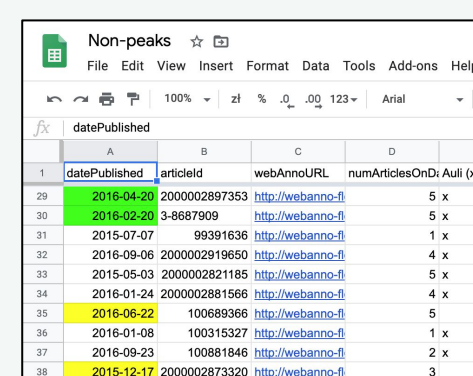 Non-peaks
File Edit View Insert Format Data Tools Add-ons Help
100% zł % .0 .00 123 Arial
fx datePublished
A B C D
1 datePublished articleId webAnnoURL numArticlesOnDa Auli (x
29 2016-04-20 2000002897353 http://webanno-fl 5 x
30 2016-02-20 3-8687909 http://webanno-fl 5 x
31 2015-07-07 99391636 http://webanno-fl 1 x
32 2016-09-06 2000002919650 http://webanno-fl 4 x
33 2015-05-03 2000002821185 http://webanno-fl 5 x
34 2016-01-24 2000002881566 http://webanno-fl 4 x
35 2016-06-22 100689366 http://webanno-fl 5
36 2016-01-08 100315327 http://webanno-fl 1 x
37 2016-09-23 100881846 http://webanno-fl 2 x
38 2015-12-17 2000002873320 http://webanno-fl 3